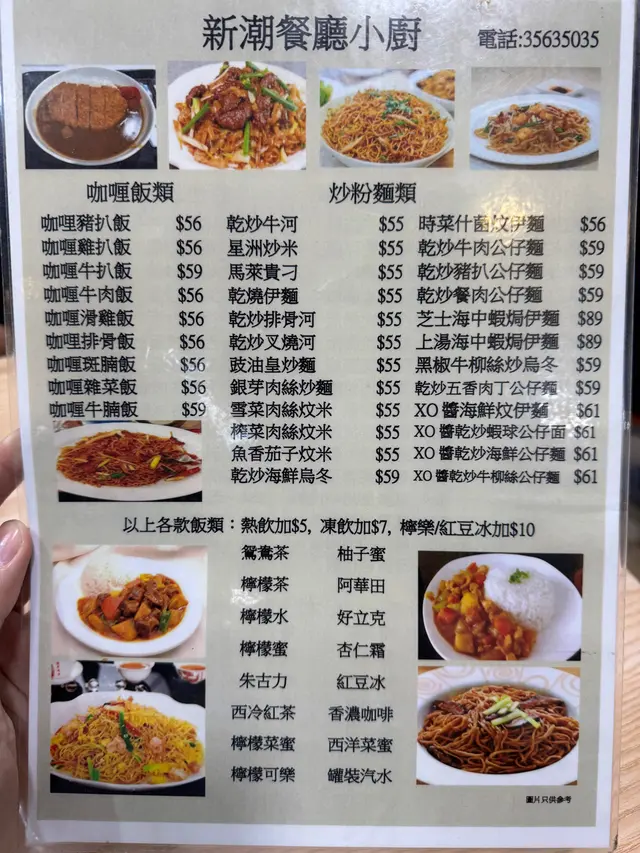 新潮餐廳小廚
電話:35635035
咖喱飯類
咖哩豬扒飯 $56
咖喱雞扒飯 $56
咖喱牛扒飯 $59
咖喱牛肉飯 $56
咖喱滑雞飯 $56
咖哩排骨飯 $56
咖喱斑腩飯 $56
咖喱雜菜飯 $56
咖喱牛腩飯 $59
炒粉麵類
乾炒牛河 $55
星洲炒米 $55
馬萊貴刁 $55
乾燒伊麵 $55
乾炒排骨河 $55
乾炒叉燒河 $55
豉油皇炒麵 $55
銀芽肉絲炒麵 $55
雪菜肉絲炆米 $55
榨菜肉絲炆米 $55
魚香茄子炆米 $55
乾炒海鮮烏冬 $59
時菜什菌炆伊麵 $56
乾炒牛肉公仔麵 $59
乾炒豬扒公仔麵 $59
乾炒餐肉公仔麵 $59
芝士海中蝦焗伊麵 $89
上湯海中蝦焗伊麵 $89
黑椒牛柳絲炒烏冬 $59
乾炒五香肉丁公仔麵 $59
XO 醬海鮮炆伊麵 $61
XO 醬乾炒蝦球公仔面 $61
XO 醬乾炒海鮮公仔麵 $61
XO 醬乾炒牛柳絲公仔麵 $61
以上各款飯類：熱飲加$5, 凍飲加$7, 檸樂/紅豆冰加$10
鴛鴦茶 柚子蜜
檸檬茶 阿華田
檸檬水 好立克
檸檬蜜 杏仁霜
朱古力 紅豆冰
西冷紅茶 香濃咖啡
檸檬菜蜜 西洋菜蜜
檸檬可樂 罐裝汽水
圖片只供參考